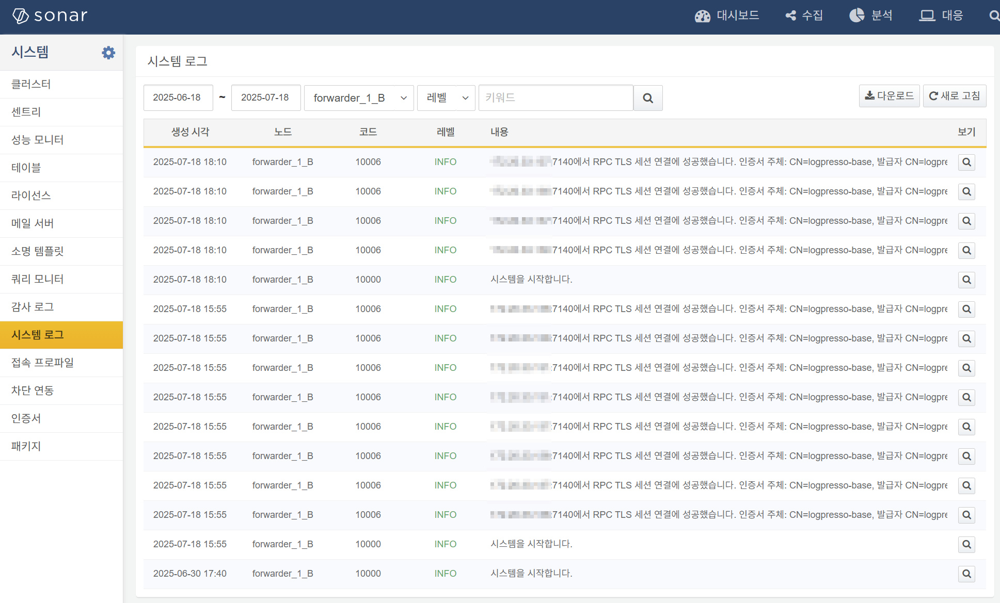 sonar
대시보드 수집 분석 대응
시스템
클러스터
센트리
성능 모니터
테이블
라이선스
메일 서버
소명 템플릿
쿼리 모니터
감사 로그
시스템 로그
접속 프로파일
차단 연동
인증서
패키지
시스템 로그
2025-06-18 ~ 2025-07-18 forwarder_1_B 레벨 키워드 다운로드 새로 고침
생성 시각 노드 코드 레벨 내용 보기
2025-07-18 18:10 forwarder_1_B 10006 INFO 7140에서 RPC TLS 세션 연결에 성공했습니다. 인증서 주체: CN=logpresso-base, 발급자 CN=logpre
2025-07-18 18:10 forwarder_1_B 10006 INFO 7140에서 RPC TLS 세션 연결에 성공했습니다. 인증서 주체: CN=logpresso-base, 발급자 CN=logpre
2025-07-18 18:10 forwarder_1_B 10006 INFO 7140에서 RPC TLS 세션 연결에 성공했습니다. 인증서 주체: CN=logpresso-base, 발급자 CN=logpre
2025-07-18 18:10 forwarder_1_B 10006 INFO 7140에서 RPC TLS 세션 연결에 성공했습니다. 인증서 주체: CN=logpresso-base, 발급자 CN=logpre
2025-07-18 18:10 forwarder_1_B 10000 INFO 시스템을 시작합니다.
2025-07-18 15:55 forwarder_1_B 10006 INFO :7140에서 RPC TLS 세션 연결에 성공했습니다. 인증서 주체: CN=logpresso-base, 발급자 CN=logpre
2025-07-18 15:55 forwarder_1_B 10006 INFO :7140에서 RPC TLS 세션 연결에 성공했습니다. 인증서 주체: CN=logpresso-base, 발급자 CN=logpre
2025-07-18 15:55 forwarder_1_B 10006 INFO :7140에서 RPC TLS 세션 연결에 성공했습니다. 인증서 주체: CN=logpresso-base, 발급자 CN=logpre
2025-07-18 15:55 forwarder_1_B 10006 INFO :7140에서 RPC TLS 세션 연결에 성공했습니다. 인증서 주체: CN=logpresso-base, 발급자 CN=logpre
2025-07-18 15:55 forwarder_1_B 10006 INFO :7140에서 RPC TLS 세션 연결에 성공했습니다. 인증서 주체: CN=logpresso-base, 발급자 CN=logpre
2025-07-18 15:55 forwarder_1_B 10006 INFO :7140에서 RPC TLS 세션 연결에 성공했습니다. 인증서 주체: CN=logpresso-base, 발급자 CN=logpre
2025-07-18 15:55 forwarder_1_B 10006 INFO :7140에서 RPC TLS 세션 연결에 성공했습니다. 인증서 주체: CN=logpresso-base, 발급자 CN=logpre
2025-07-18 15:55 forwarder_1_B 10006 INFO :7140에서 RPC TLS 세션 연결에 성공했습니다. 인증서 주체: CN=logpresso-base, 발급자 CN=logpre
2025-07-18 15:55 forwarder_1_B 10000 INFO 시스템을 시작합니다.
2025-06-30 17:40 forwarder_1_B 10000 INFO 시스템을 시작합니다.